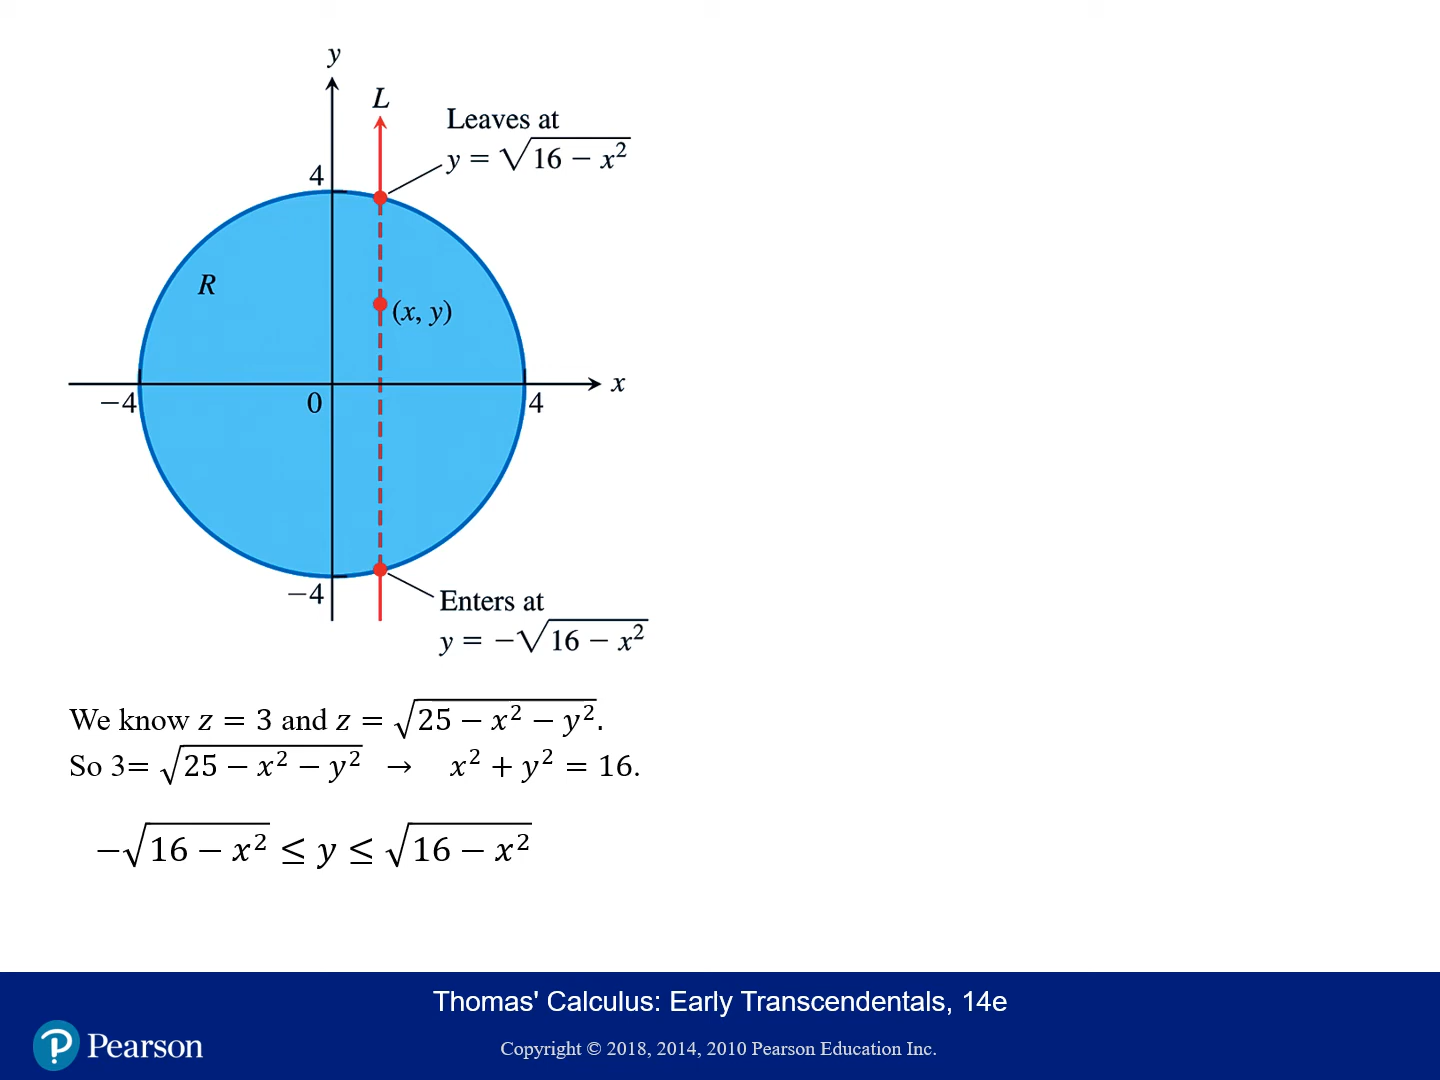 y
L
Leaves at
y = √(16 − x²)
4
R
(x, y)
x
−4
0
4
−4
Enters at
y = −√(16 − x²)
We know z = 3 and z = √(25 − x² − y²).
So 3= √(25 − x² − y²) → x² + y² = 16.
−√(16 − x²) ≤ y ≤ √(16 − x²)
Thomas' Calculus: Early Transcendentals, 14e
P Pearson
Copyright © 2018, 2014, 2010 Pearson Education Inc.